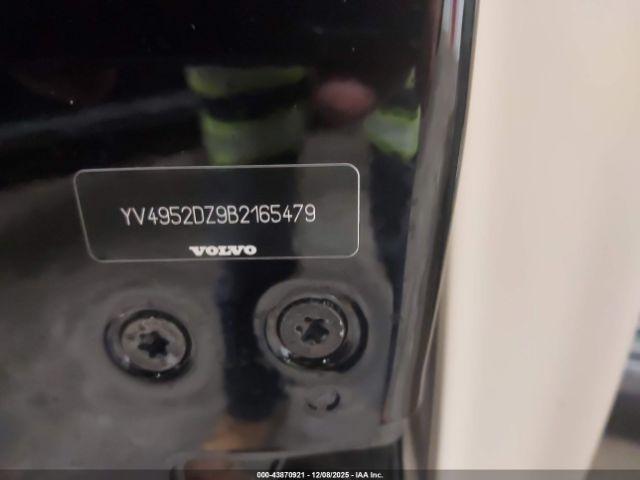 YV4952DZ9B2165479
VOLVO
000-43870921 - 12/08/2025 - IAA Inc.